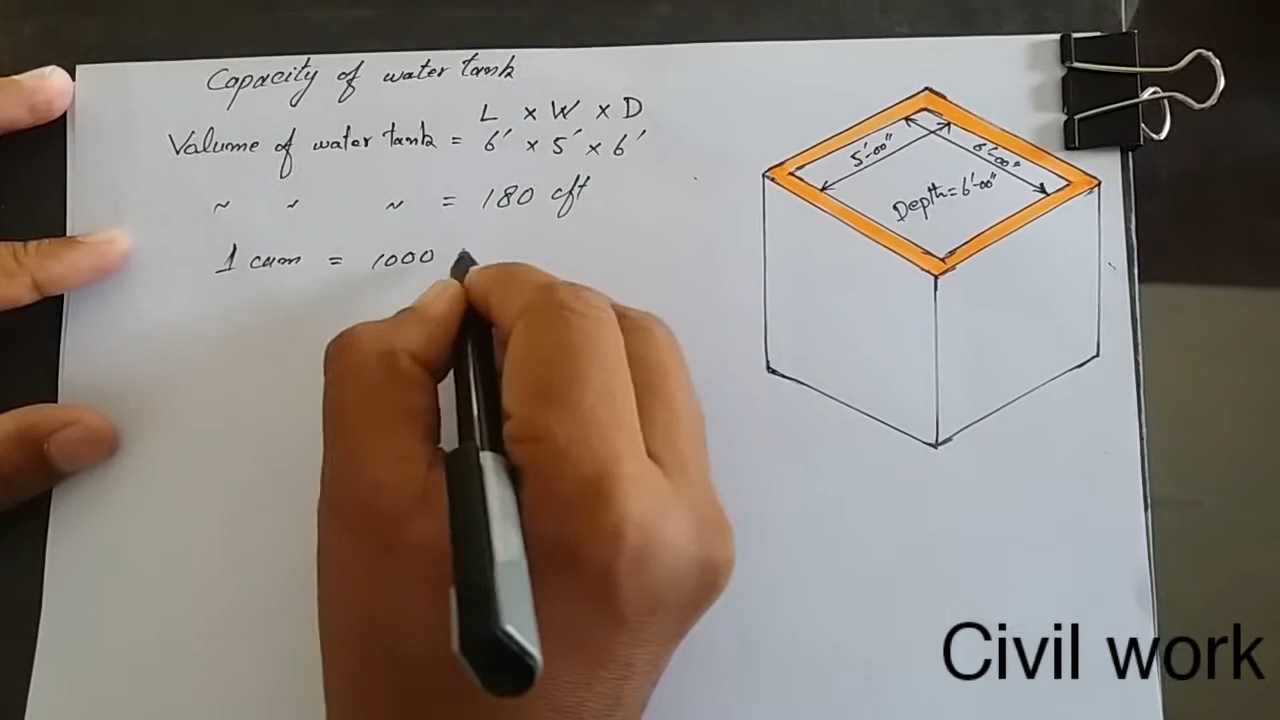 Capacity of water tank
L x W x D
Valume of water tank = 6' x 5' x 6'
~ ~ ~ = 180 cft
1 cum = 1000
5'-00"
6'-00"
Depth=6'-00"
Civil work